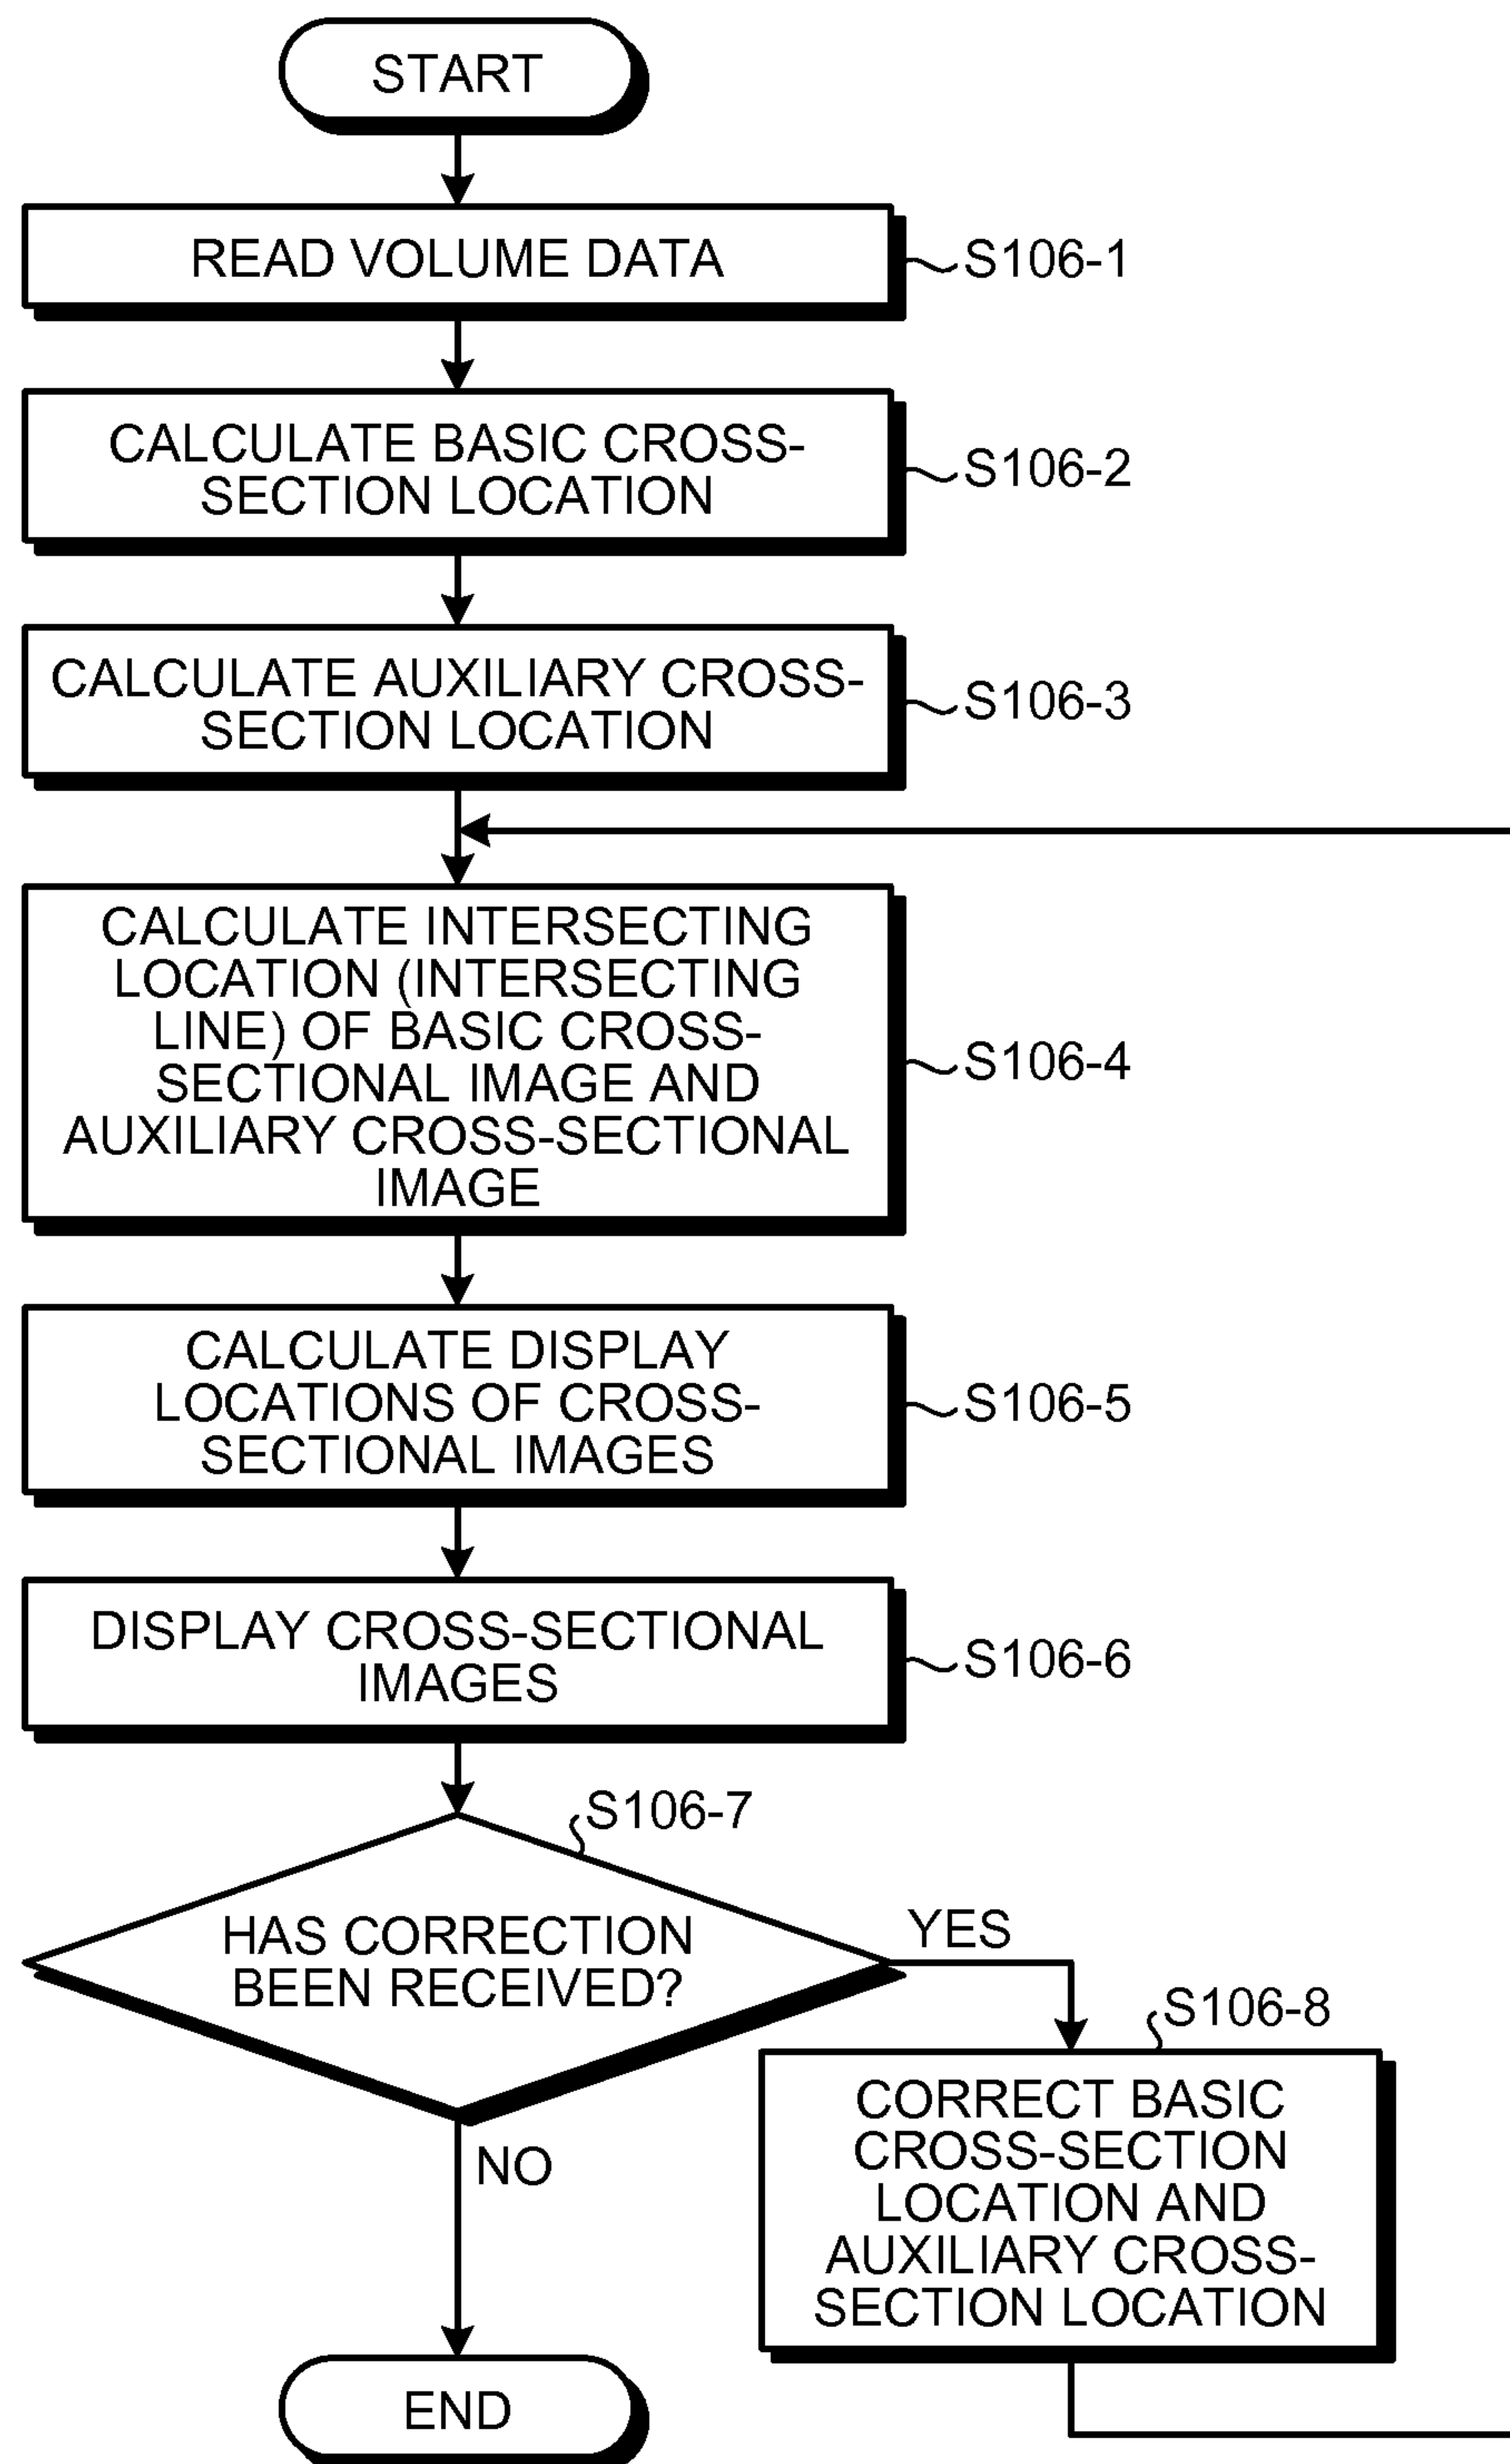 START
READ VOLUME DATA
S106-1
CALCULATE BASIC CROSS-
SECTION LOCATION
S106-2
CALCULATE AUXILIARY CROSS-
SECTION LOCATION
S106-3
CALCULATE INTERSECTING
LOCATION (INTERSECTING
LINE) OF BASIC CROSS-
SECTIONAL IMAGE AND
AUXILIARY CROSS-SECTIONAL
IMAGE
S106-4
CALCULATE DISPLAY
LOCATIONS OF CROSS-
SECTIONAL IMAGES
S106-5
DISPLAY CROSS-SECTIONAL
IMAGES
S106-6
S106-7
HAS CORRECTION
BEEN RECEIVED?
YES
S106-8
CORRECT BASIC
CROSS-SECTION
LOCATION AND
AUXILIARY CROSS-
SECTION LOCATION
NO
END